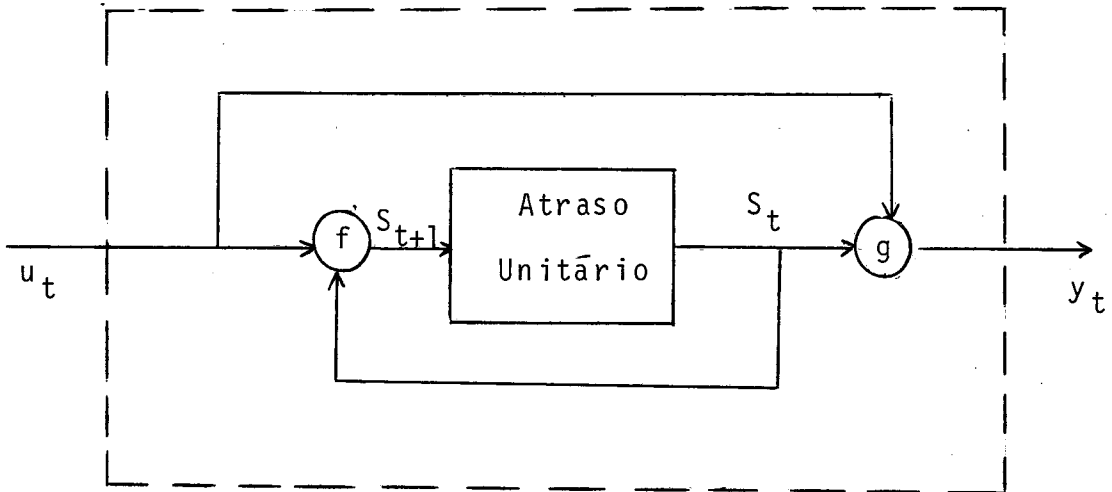 u_t
f
S_{t+1}
Atraso
Unitário
S_t
g
y_t